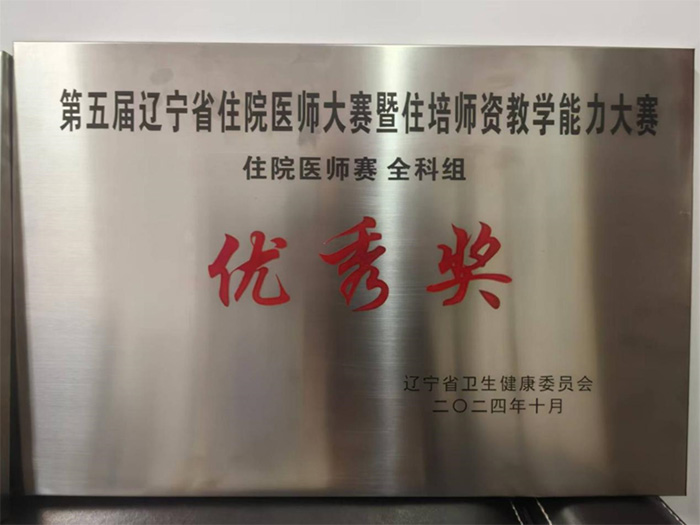 第五届辽宁省住院医师大赛暨住培师资教学能力大赛
住院医师赛 全科组
优秀奖
辽宁省卫生健康委员会
二〇二四年十月